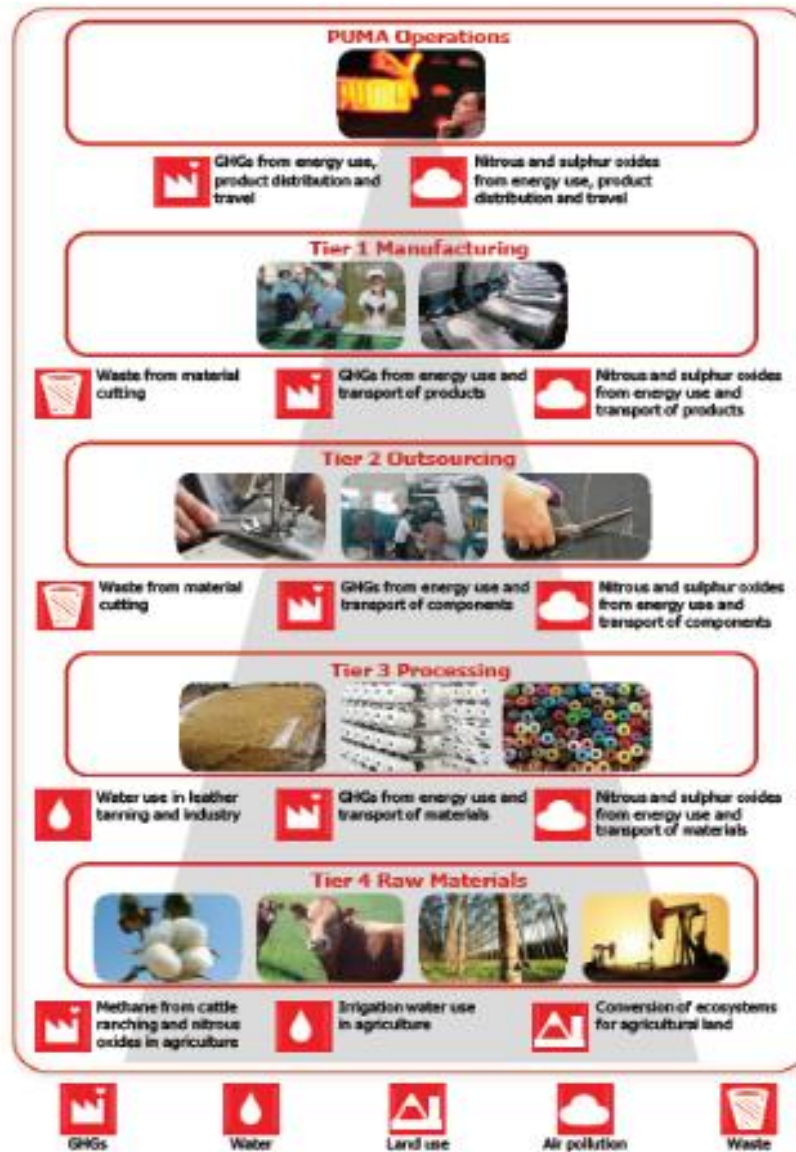 PUMA Operations
PUMA
GHGs from energy use,
product distribution and
travel
Nitrous and sulphur oxides
from energy use, product
distribution and travel
Tier 1 Manufacturing
Waste from material
cutting
GHGs from energy use and
transport of products
Nitrous and sulphur oxides
from energy use and
transport of products
Tier 2 Outsourcing
Waste from material
cutting
GHGs from energy use and
transport of components
Nitrous and sulphur oxides
from energy use and
transport of components
Tier 3 Processing
Water use in leather
tanning and industry
GHGs from energy use and
transport of materials
Nitrous and sulphur oxides
from energy use and
transport of materials
Tier 4 Raw Materials
Methane from cattle
ranching and nitrous
oxides in agriculture
Irrigation water use
in agriculture
Conversion of ecosystems
for agricultural land
GHGs
Water
Land use
Air pollution
Waste